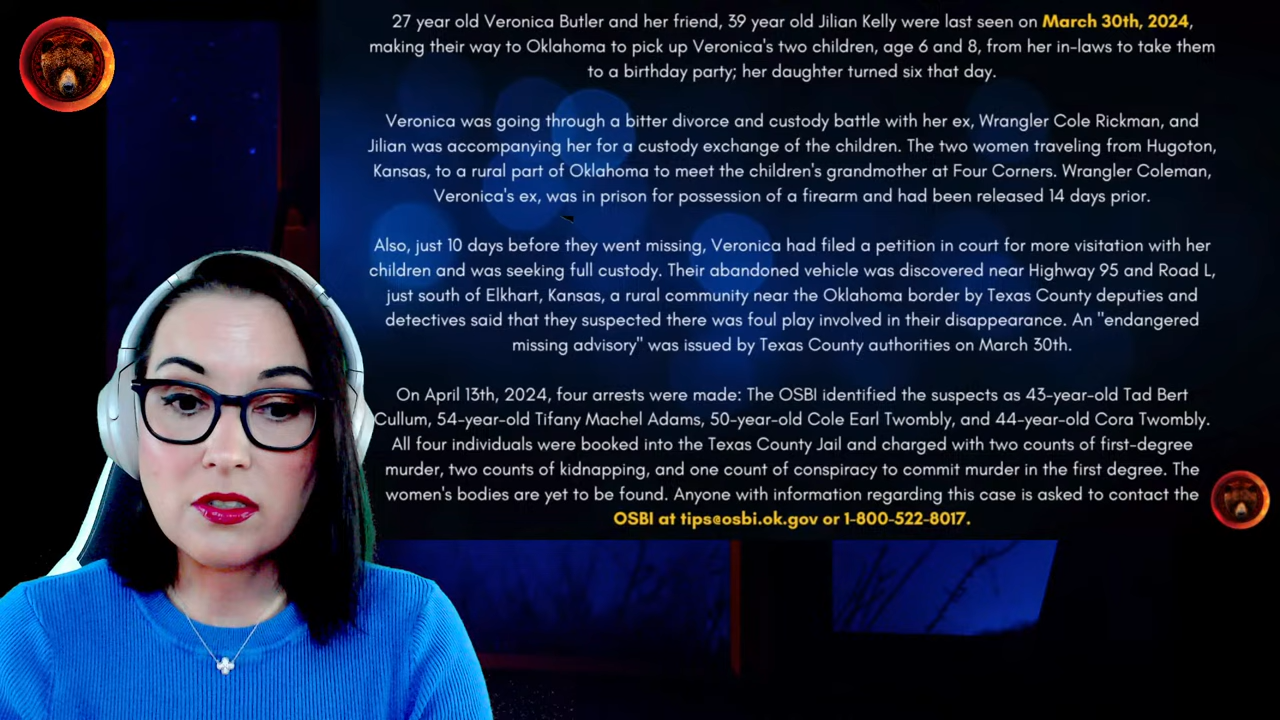 27 year old Veronica Butler and her friend, 39 year old Jilian Kelly were last seen on March 30th, 2024,
making their way to Oklahoma to pick up Veronica's two children, age 6 and 8, from her in-laws to take them
to a birthday party; her daughter turned six that day.
Veronica was going through a bitter divorce and custody battle with her ex, Wrangler Cole Rickman, and
Jilian was accompanying her for a custody exchange of the children. The two women traveling from Hugoton,
Kansas, to a rural part of Oklahoma to meet the children's grandmother at Four Corners. Wrangler Coleman,
Veronica's ex, was in prison for possession of a firearm and had been released 14 days prior.
Also, just 10 days before they went missing, Veronica had filed a petition in court for more visitation with her
children and was seeking full custody. Their abandoned vehicle was discovered near Highway 95 and Road L,
just south of Elkhart, Kansas, a rural community near the Oklahoma border by Texas County deputies and
detectives said that they suspected there was foul play involved in their disappearance. An "endangered
missing advisory" was issued by Texas County authorities on March 30th.
On April 13th, 2024, four arrests were made: The OSBI identified the suspects as 43-year-old Tad Bert
Cullum, 54-year-old Tifany Machel Adams, 50-year-old Cole Earl Twombly, and 44-year-old Cora Twombly.
All four individuals were booked into the Texas County Jail and charged with two counts of first-degree
murder, two counts of kidnapping, and one count of conspiracy to commit murder in the first degree. The
women's bodies are yet to be found. Anyone with information regarding this case is asked to contact the
OSBI at tips@osbi.ok.gov or 1-800-522-8017.